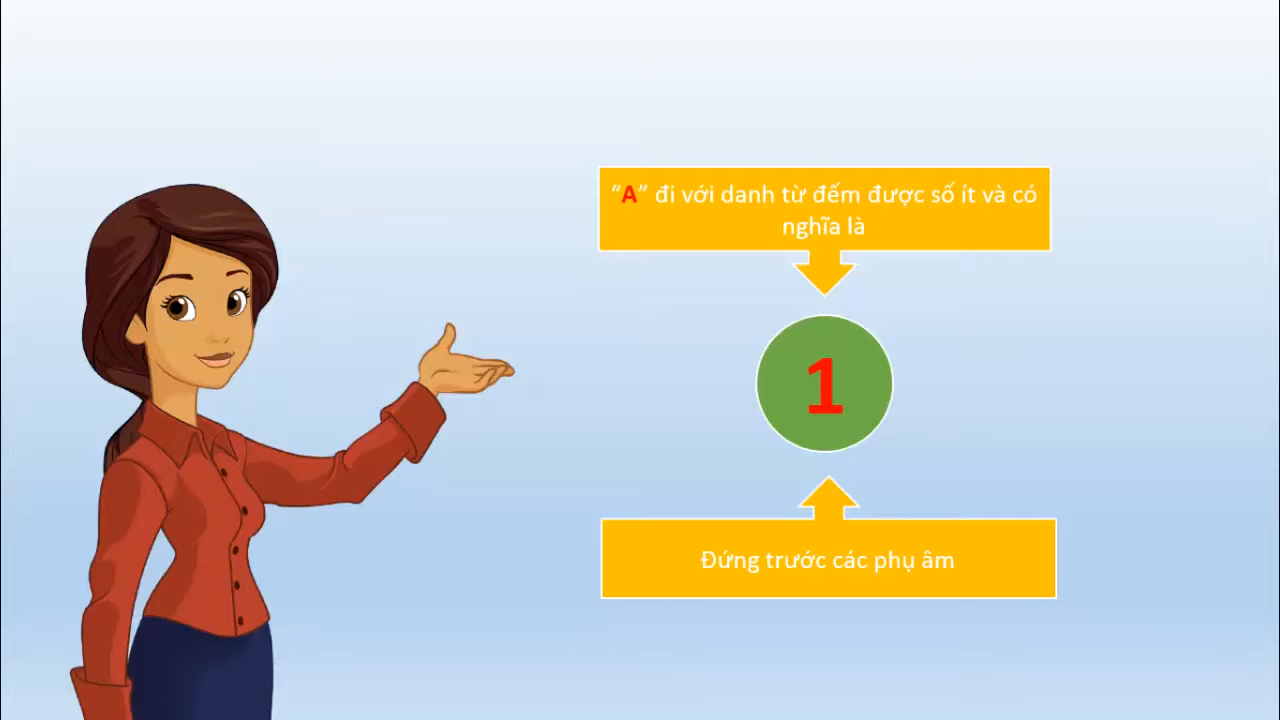 “A” đi với danh từ đếm được số ít và có
nghĩa là
1
Đứng trước các phụ âm